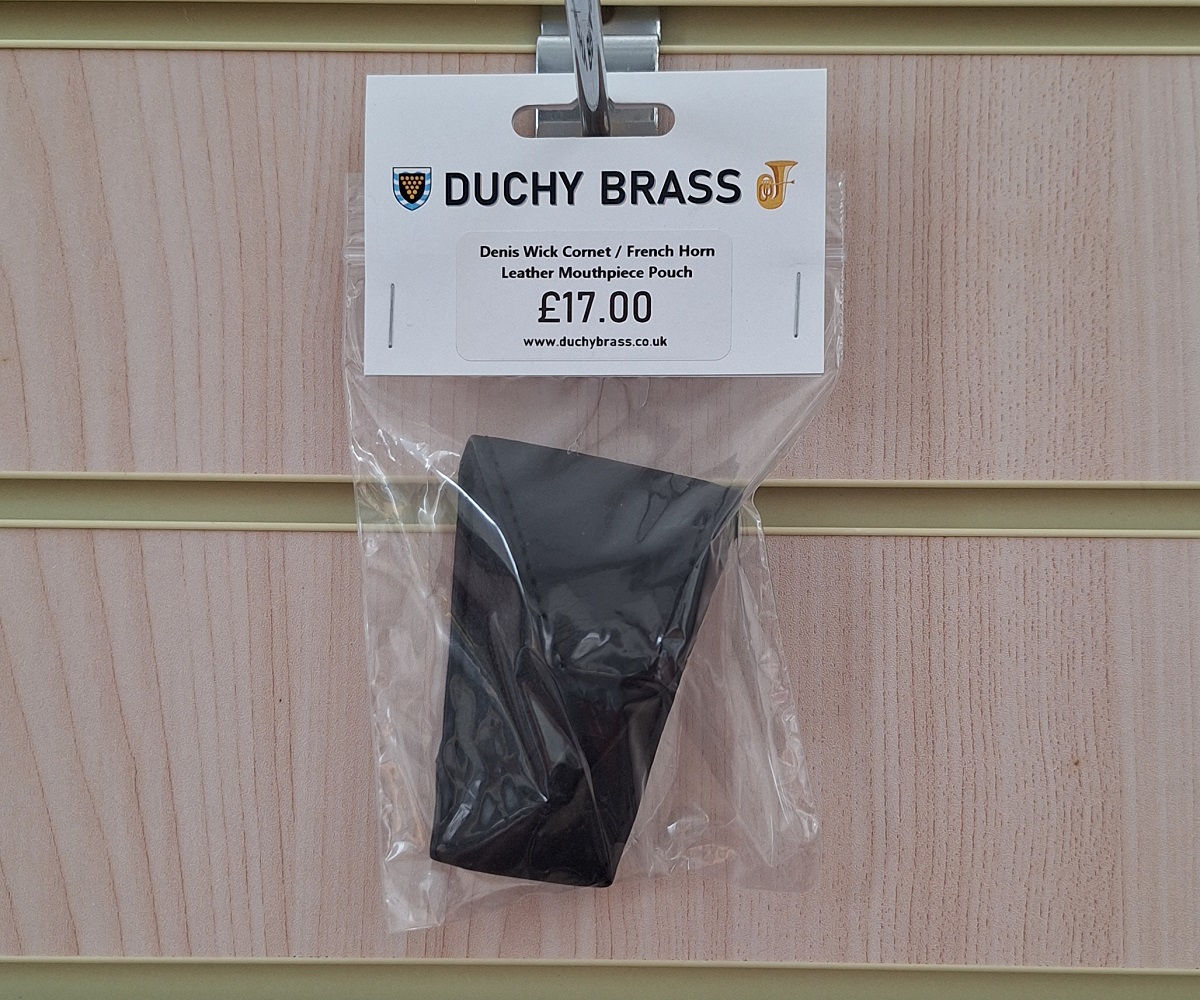 DUCHY BRASS
Denis Wick Cornet / French Horn
Leather Mouthpiece Pouch
£17.00
www.duchybrass.co.uk